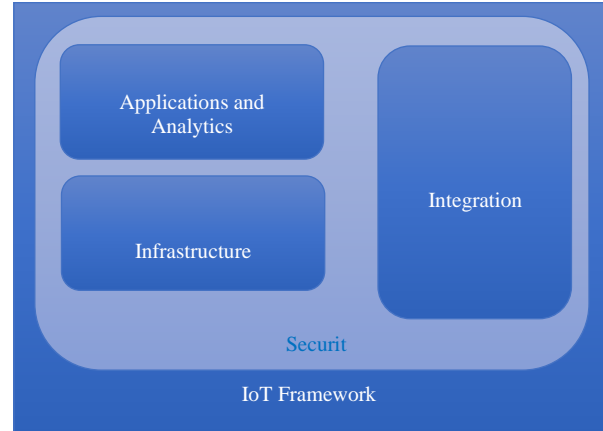 Applications and
Analytics
Integration
Infrastructure
Securit
IoT Framework